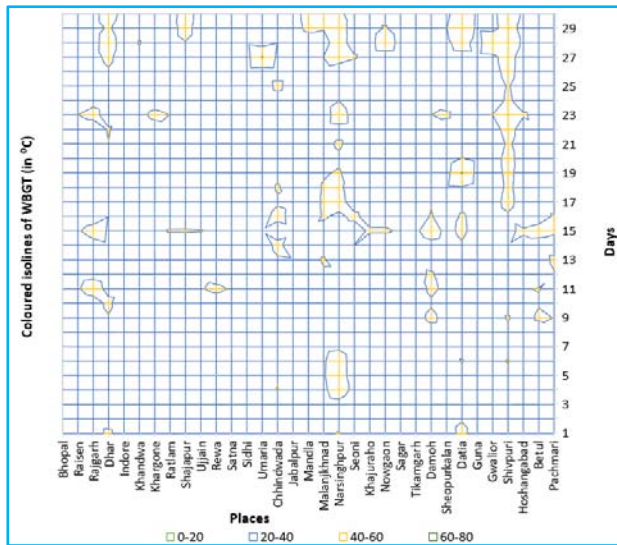 Coloured isolines of WBGT (in ⁰C)
29
27
25
23
21
19
17
15
13
11
9
7
5
3
1
Days
Bhopal
Raisen
Rajgarh
Dhar
Indore
Khandwa
Khargone
Ratlam
Shajapur
Ujjain
Rewa
Satna
Sidhi
Umaria
Chhindwada
Jabalpur
Mandla
Malanjkhnad
Narsinghpur
Seoni
Khajuraho
Nowgaon
Sagar
Tikamgarh
Damoh
Sheopurkalan
Datia
Guna
Gwalior
Shivpuri
Hoshangabad
Betul
Pachmari
Places
0-20 20-40 40-60 60-80